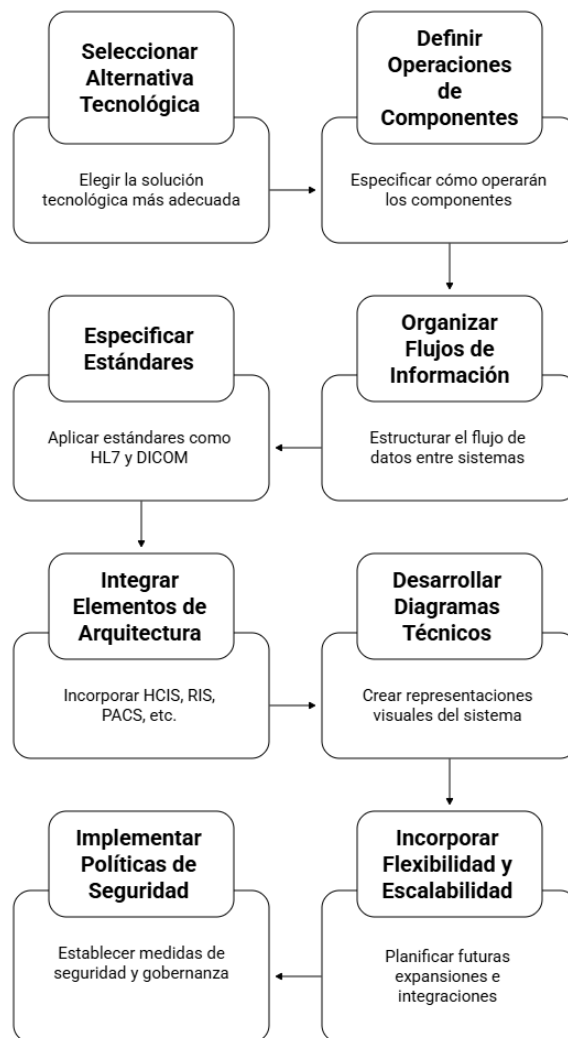 Seleccionar
Alternativa
Tecnológica
Elegir la solución
tecnológica más adecuada
Definir
Operaciones
de
Componentes
Especificar cómo operarán
los componentes
Organizar
Flujos de
Información
Estructurar el flujo de
datos entre sistemas
Especificar
Estándares
Aplicar estándares como
HL7 y DICOM
Integrar
Elementos de
Arquitectura
Incorporar HCIS, RIS,
PACS, etc.
Desarrollar
Diagramas
Técnicos
Crear representaciones
visuales del sistema
Incorporar
Flexibilidad y
Escalabilidad
Planificar futuras
expansiones e
integraciones
Implementar
Políticas de
Seguridad
Establecer medidas de
seguridad y gobernanza